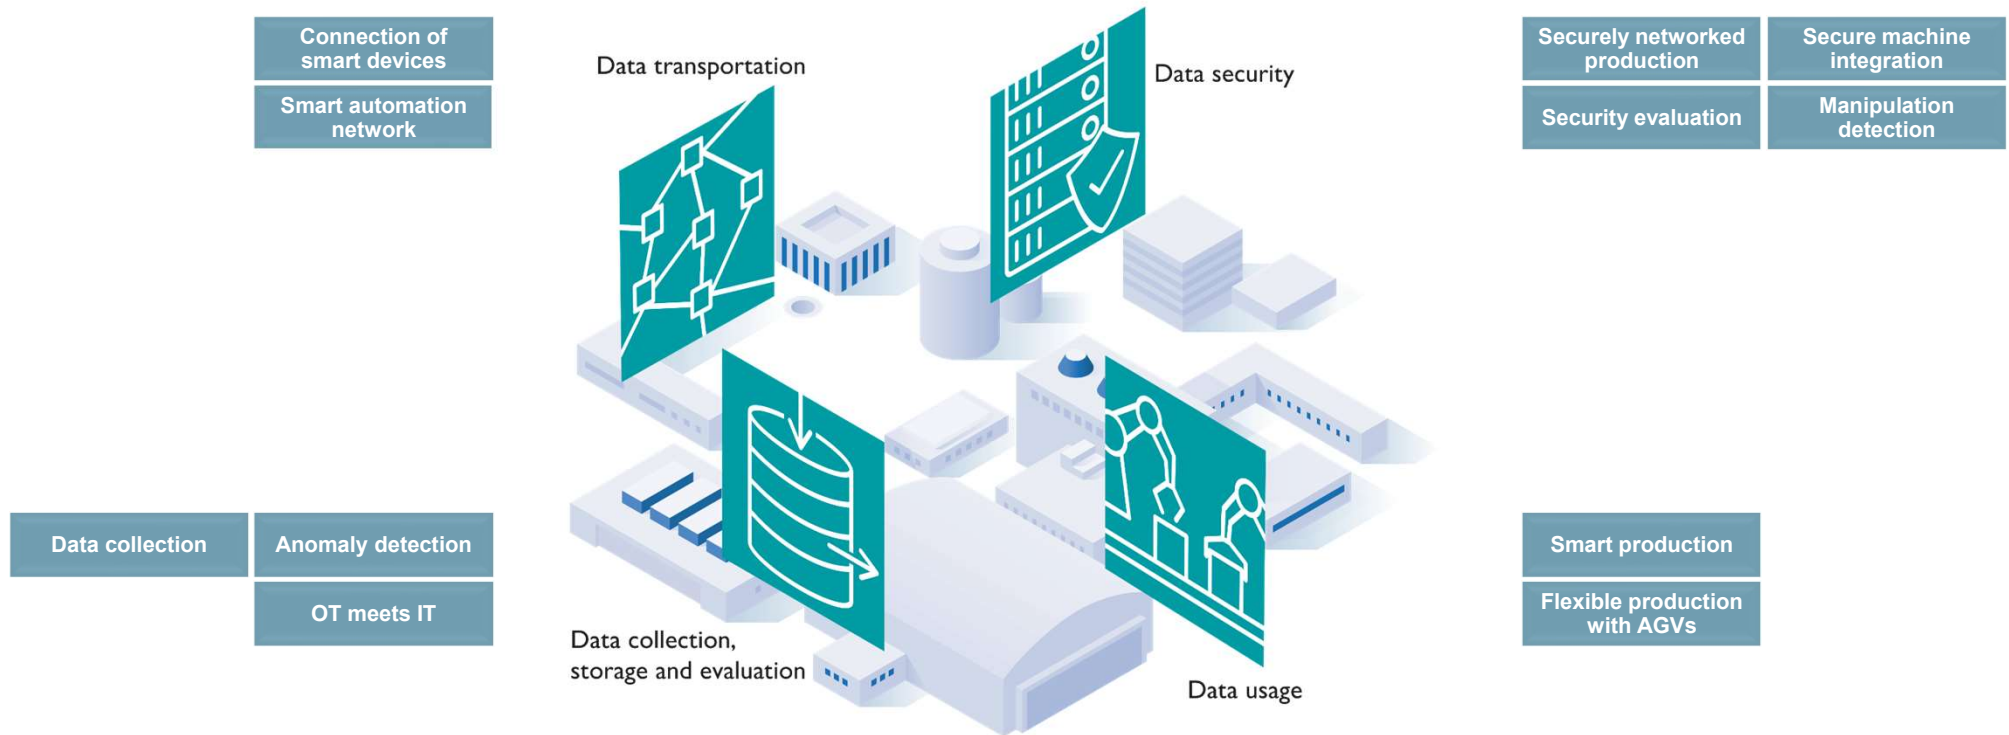 Connection of
smart devices
Smart automation
network
Data transportation
Data security
Securely networked
production
Secure machine
integration
Security evaluation
Manipulation
detection
Data collection
Anomaly detection
OT meets IT
Data collection,
storage and evaluation
Data usage
Smart production
Flexible production
with AGVs